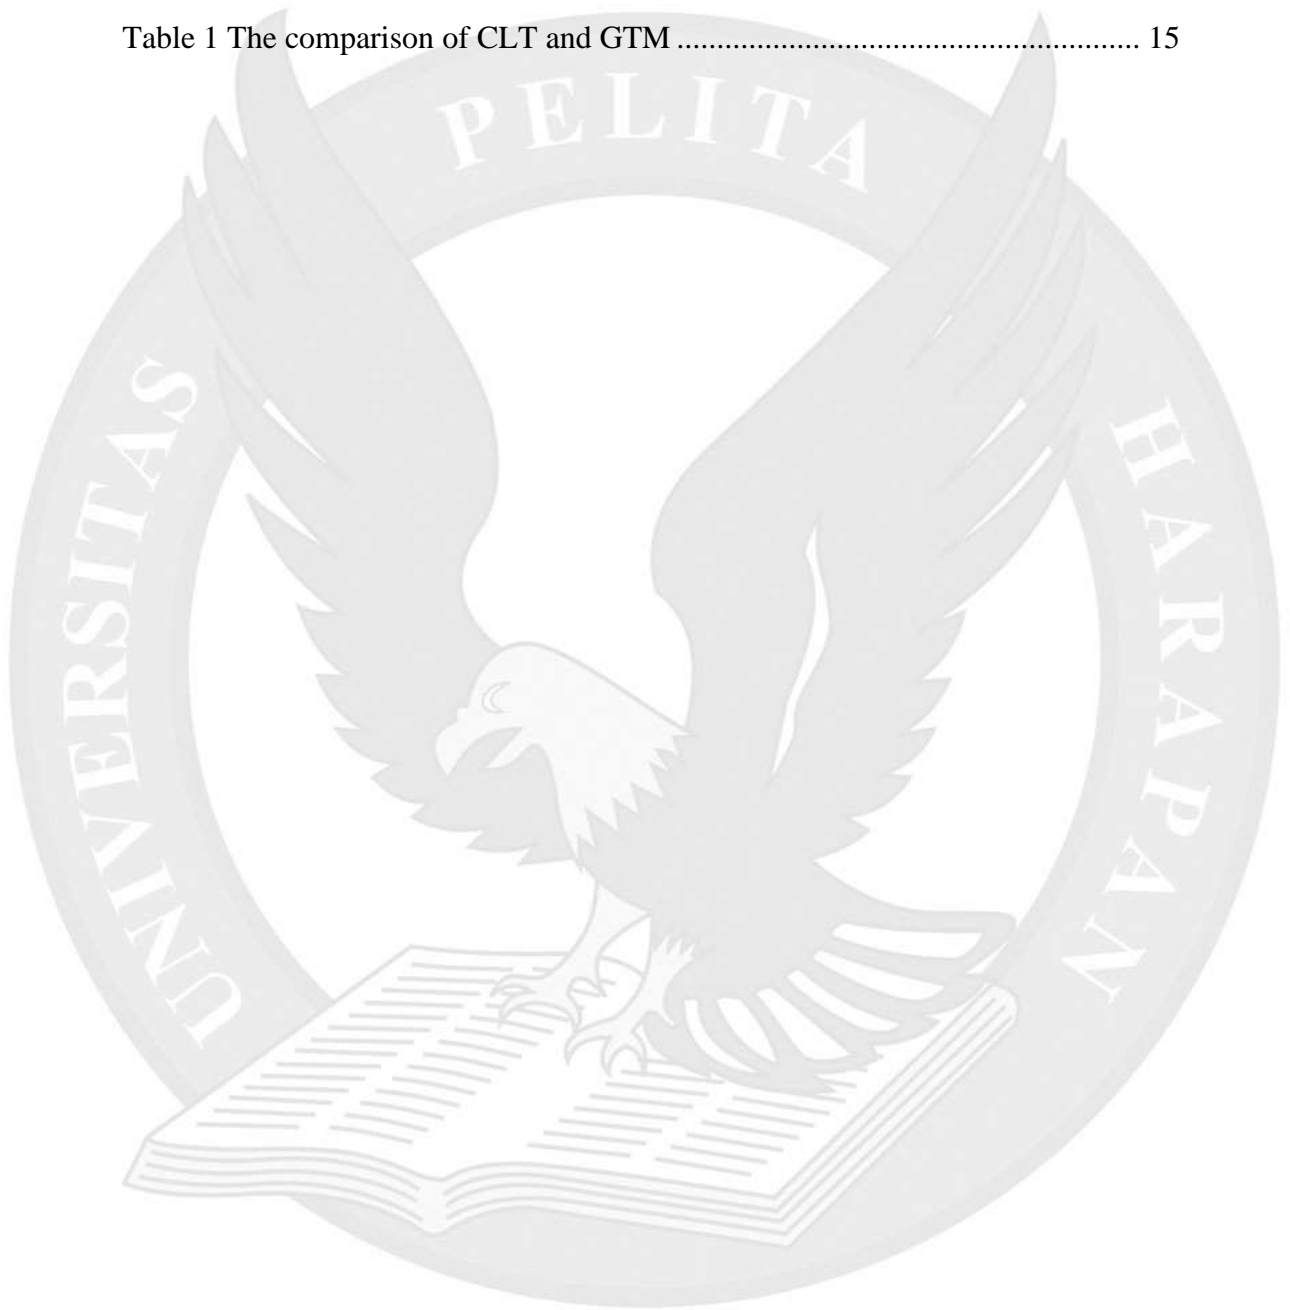 Table 1 The comparison of CLT and GTM .......................................................... 15
UNIVERSITAS
PELITA
HARAPAN